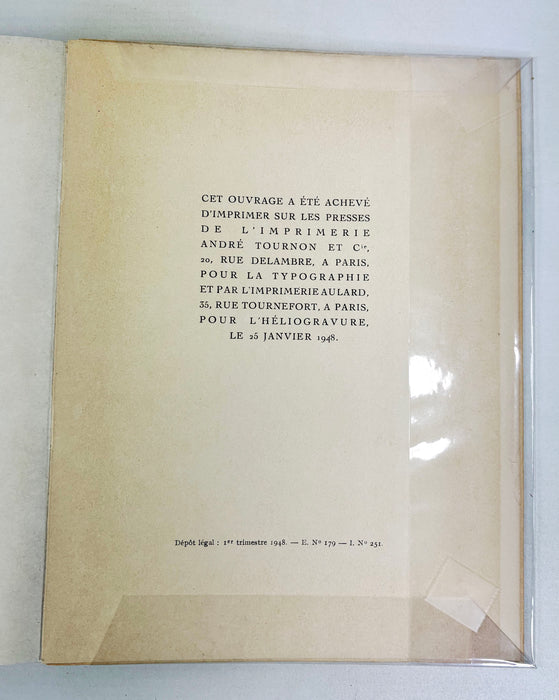 CET OUVRAGE A ÉTÉ ACHEVÉ
D'IMPRIMER SUR LES PRESSES
DE L'IMPRIMERIE
ANDRÉ TOURNON ET Cie,
20, RUE DELAMBRE, A PARIS,
POUR LA TYPOGRAPHIE
ET PAR L'IMPRIMERIE AULARD,
35, RUE TOURNEFORT, A PARIS,
POUR L'HÉLIOGRAVURE,
LE 25 JANVIER 1948.
Dépôt légal : 1er trimestre 1948. — E. No 179 — I. No 251.